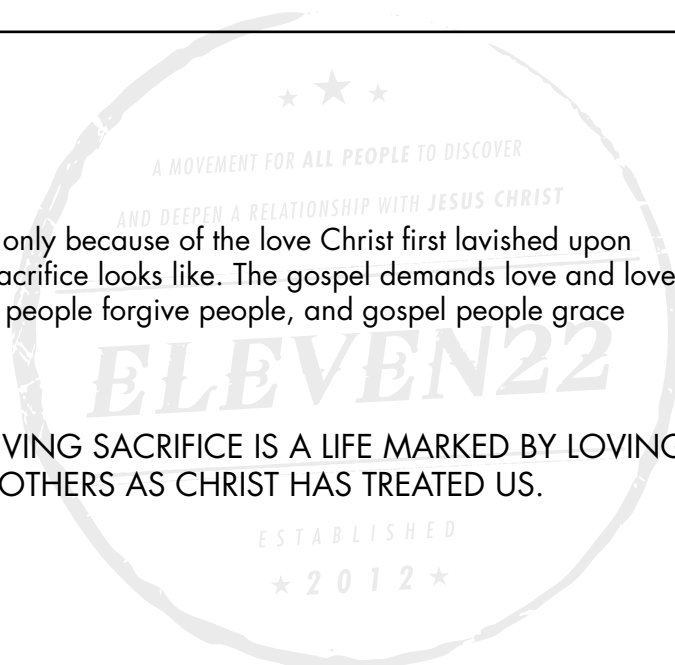 A MOVEMENT FOR ALL PEOPLE TO DISCOVER
AND DEEPEN A RELATIONSHIP WITH JESUS CHRIST
only because of the love Christ first lavished upon
acrifice looks like. The gospel demands love and love
people forgive people, and gospel people grace
ELEVEN22
VING SACRIFICE IS A LIFE MARKED BY LOVING
OTHERS AS CHRIST HAS TREATED US.
ESTABLISHED
2012